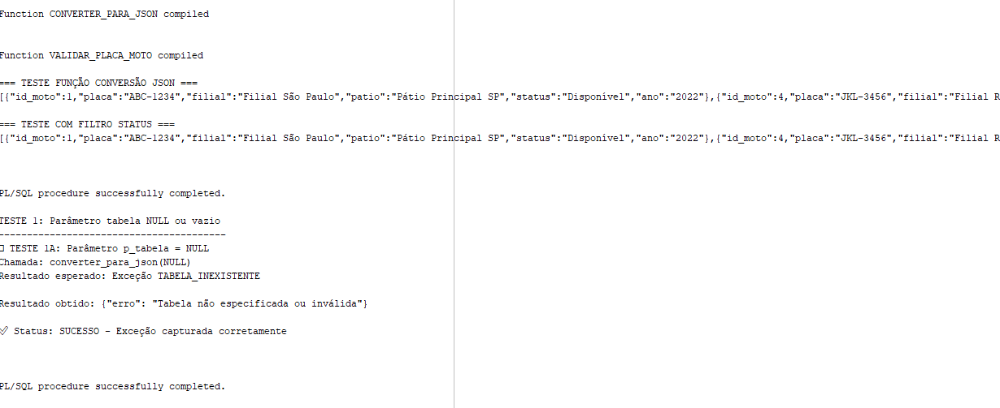 Function CONVERTER_PARA_JSON compiled
Function VALIDAR_PLACA_MOTO compiled
=== TESTE FUNÇÃO CONVERSÃO JSON ===
[{"id_moto":1,"placa":"ABC-1234","filial":"Filial São Paulo","patio":"Pátio Principal SP","status":"Disponível","ano":"2022"},{"id_moto":4,"placa":"JKL-3456","filial":"Filial R
=== TESTE COM FILTRO STATUS ===
[{"id_moto":1,"placa":"ABC-1234","filial":"Filial São Paulo","patio":"Pátio Principal SP","status":"Disponível","ano":"2022"},{"id_moto":4,"placa":"JKL-3456","filial":"Filial R
PL/SQL procedure successfully completed.
TESTE 1: Parâmetro tabela NULL ou vazio
----------------------------------------
TESTE 1A: Parâmetro p_tabela = NULL
Chamada: converter_para_json(NULL)
Resultado esperado: Exceção TABELA_INEXISTENTE
Resultado obtido: {"erro": "Tabela não especificada ou inválida"}
✅ Status: SUCESSO - Exceção capturada corretamente
PL/SQL procedure successfully completed.